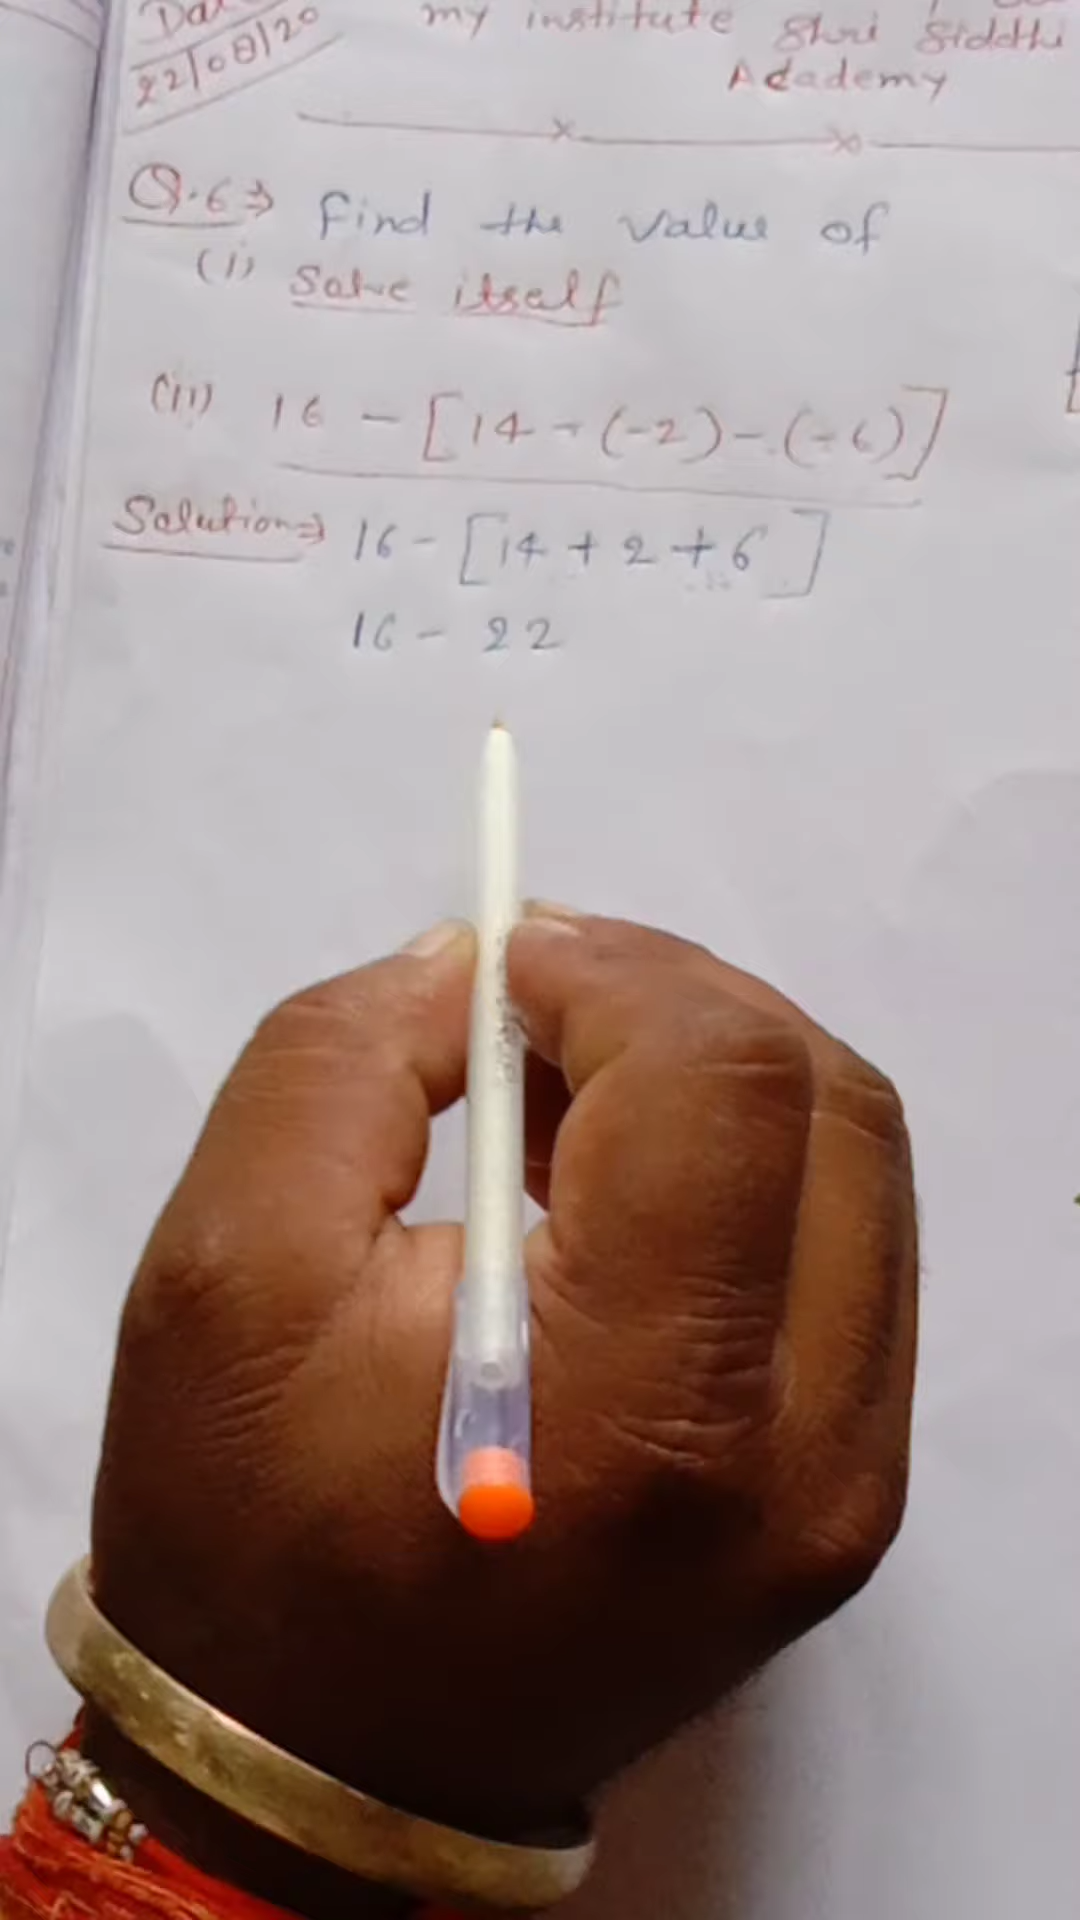 22/08/20
my institute Shri Siddhi
Academy
Q.6⇒ Find the value of
(i) Solve itself
(ii) 16 - [14 - (-2) - (-6)]
Solution⇒ 16 - [14 + 2 + 6]
16 - 22